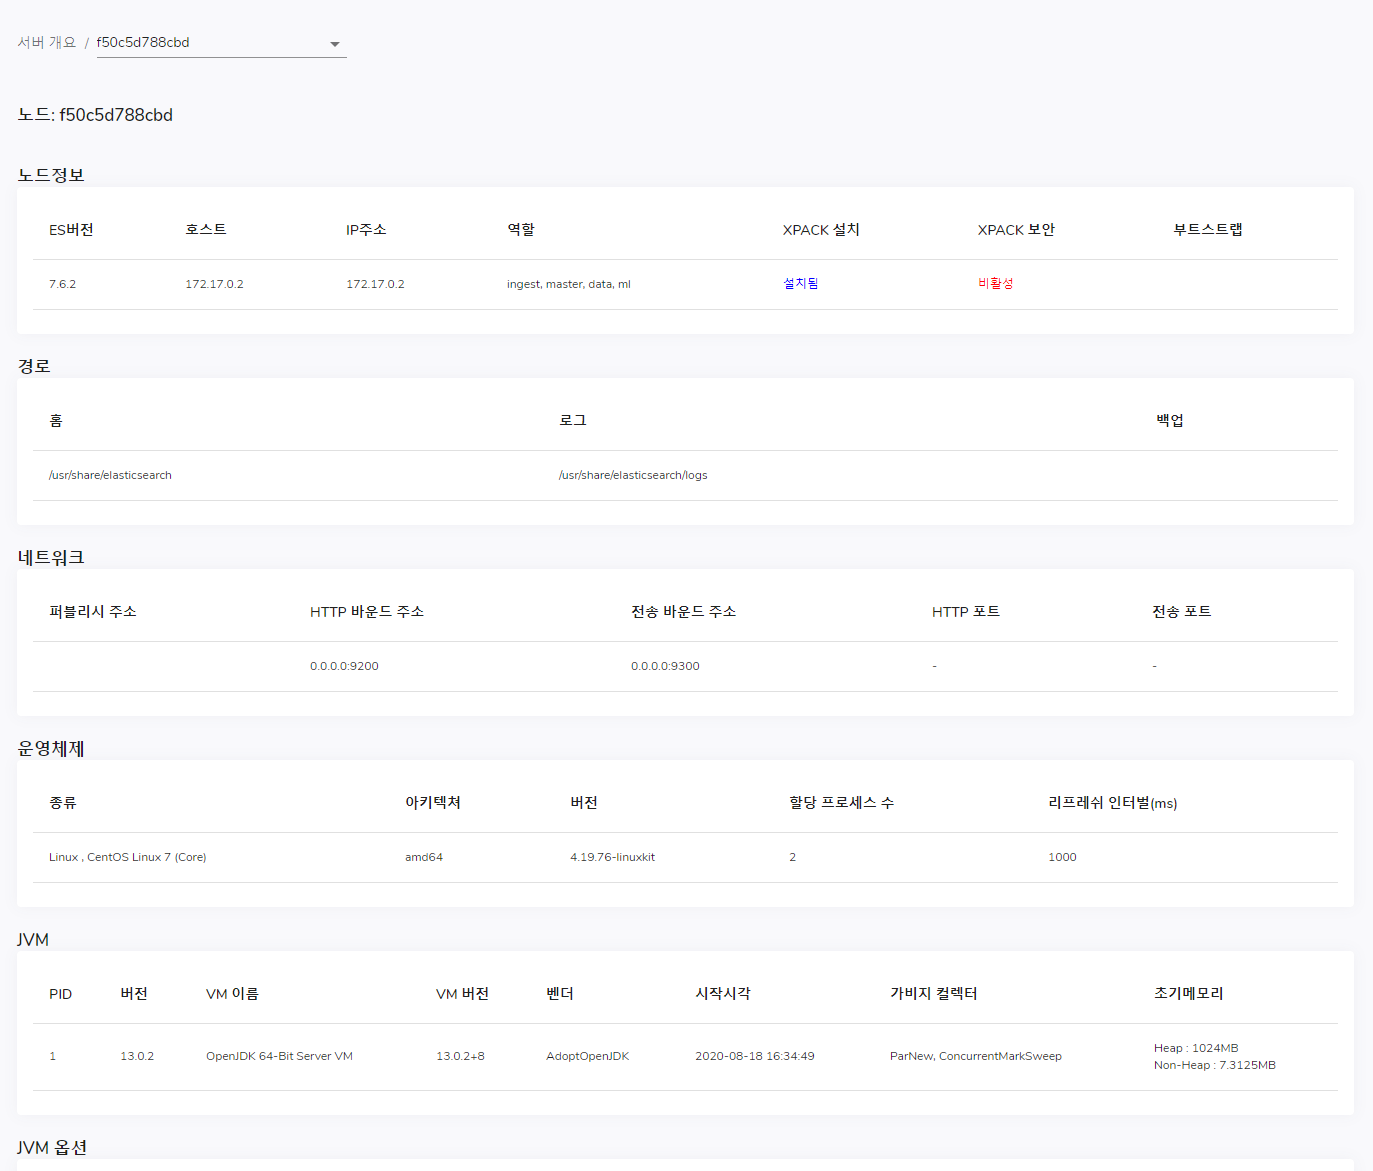 서버 개요 / f50c5d788cbd
노드: f50c5d788cbd
노드정보
ES버전 호스트 IP주소 역할 XPACK 설치 XPACK 보안 부트스트랩
7.6.2 172.17.0.2 172.17.0.2 ingest, master, data, ml 설치됨 비활성
경로
홈 로그 백업
/usr/share/elasticsearch /usr/share/elasticsearch/logs
네트워크
퍼블리시 주소 HTTP 바운드 주소 전송 바운드 주소 HTTP 포트 전송 포트
0.0.0.0:9200 0.0.0.0:9300 - -
운영체제
종류 아키텍쳐 버전 할당 프로세스 수 리프레쉬 인터벌(ms)
Linux , CentOS Linux 7 (Core) amd64 4.19.76-linuxkit 2 1000
JVM
PID 버전 VM 이름 VM 버전 벤더 시작시각 가비지 컬렉터 초기메모리
1 13.0.2 OpenJDK 64-Bit Server VM 13.0.2+8 AdoptOpenJDK 2020-08-18 16:34:49 ParNew, ConcurrentMarkSweep Heap : 1024MB
Non-Heap : 7.3125MB
JVM 옵션